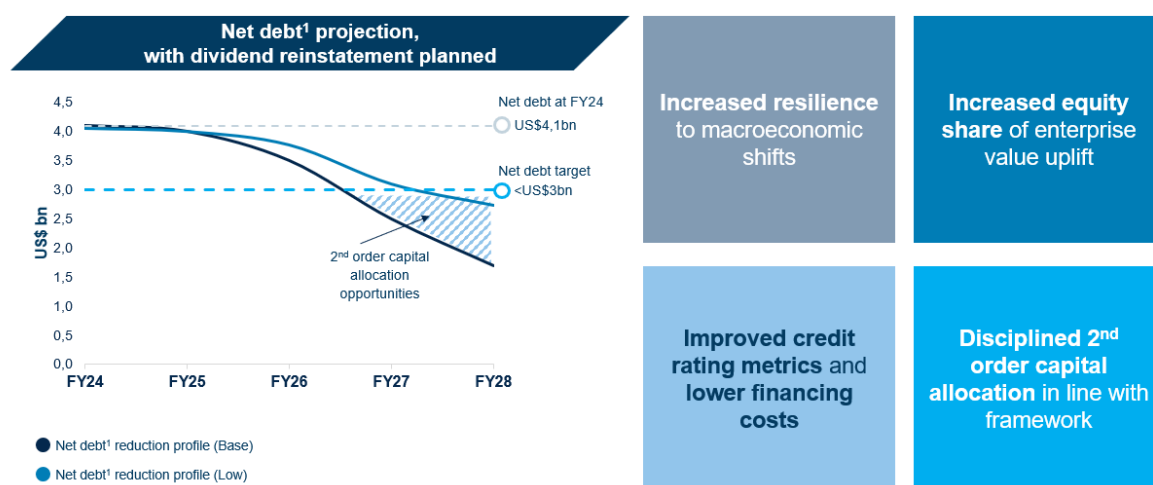 Net debt¹ projection,
with dividend reinstatement planned
4,5
4,0
3,5
3,0
2,5
2,0
1,5
1,0
0,5
0,0
US$ bn
FY24
FY25
FY26
FY27
FY28
Net debt at FY24
US$4,1bn
Net debt target
<US$3bn
2ⁿᵈ order capital
allocation
opportunities
Net debt¹ reduction profile (Base)
Net debt¹ reduction profile (Low)
Increased resilience
to macroeconomic
shifts
Increased equity
share of enterprise
value uplift
Improved credit
rating metrics and
lower financing
costs
Disciplined 2ⁿᵈ
order capital
allocation in line with
framework